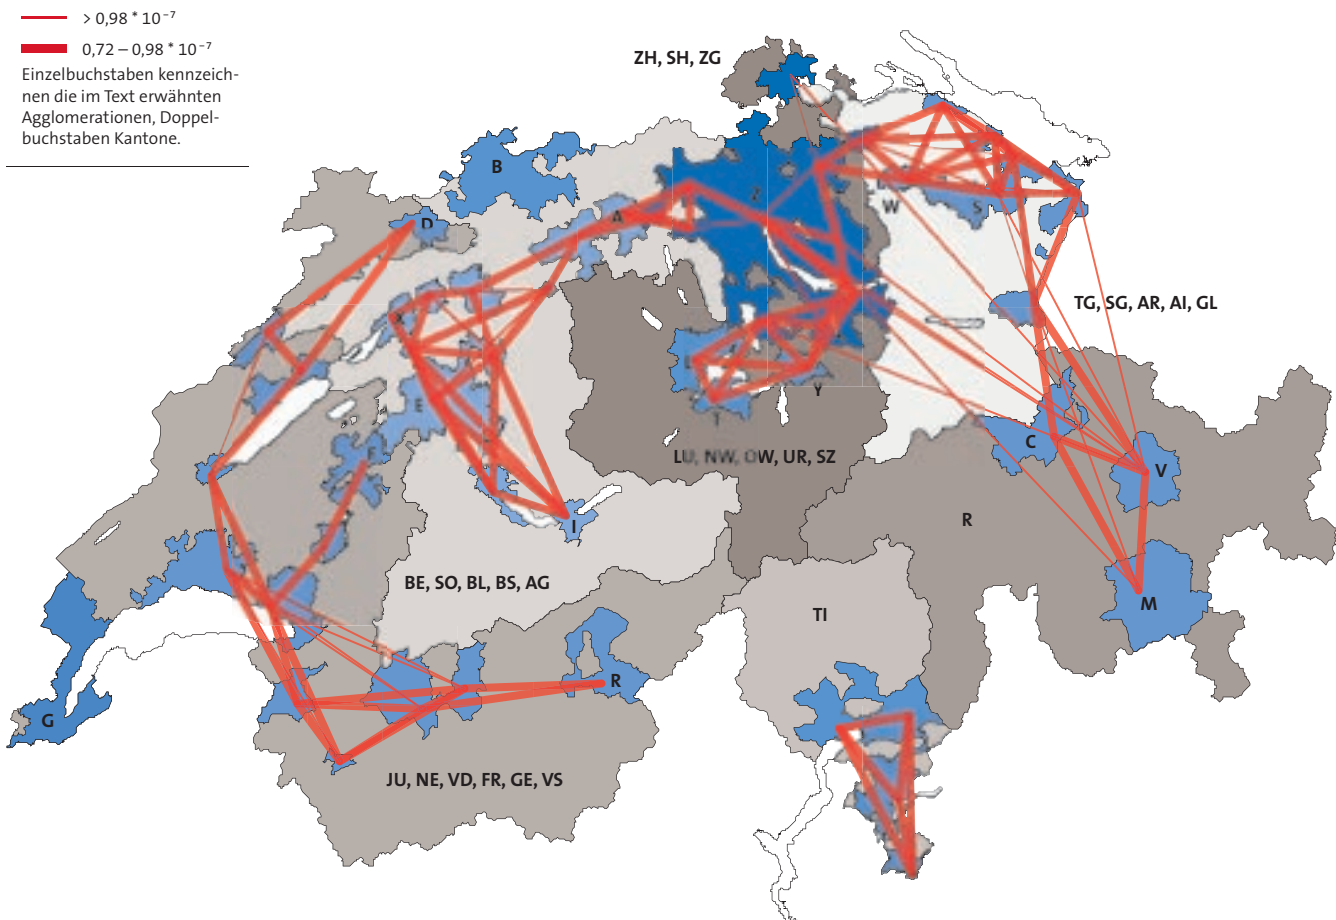 > 0,98 * 10⁻⁷
0,72 – 0,98 * 10⁻⁷
Einzelbuchstaben kennzeich-
nen die im Text erwähnten
Agglomerationen, Doppel-
buchstaben Kantone.
ZH, SH, ZG
B
D
A
Z
W
S
TG, SG, AR, AI, GL
E
Y
C
F
LU, NW, OW, UR, SZ
V
I
R
BE, SO, BL, BS, AG
M
TI
R
G
JU, NE, VD, FR, GE, VS